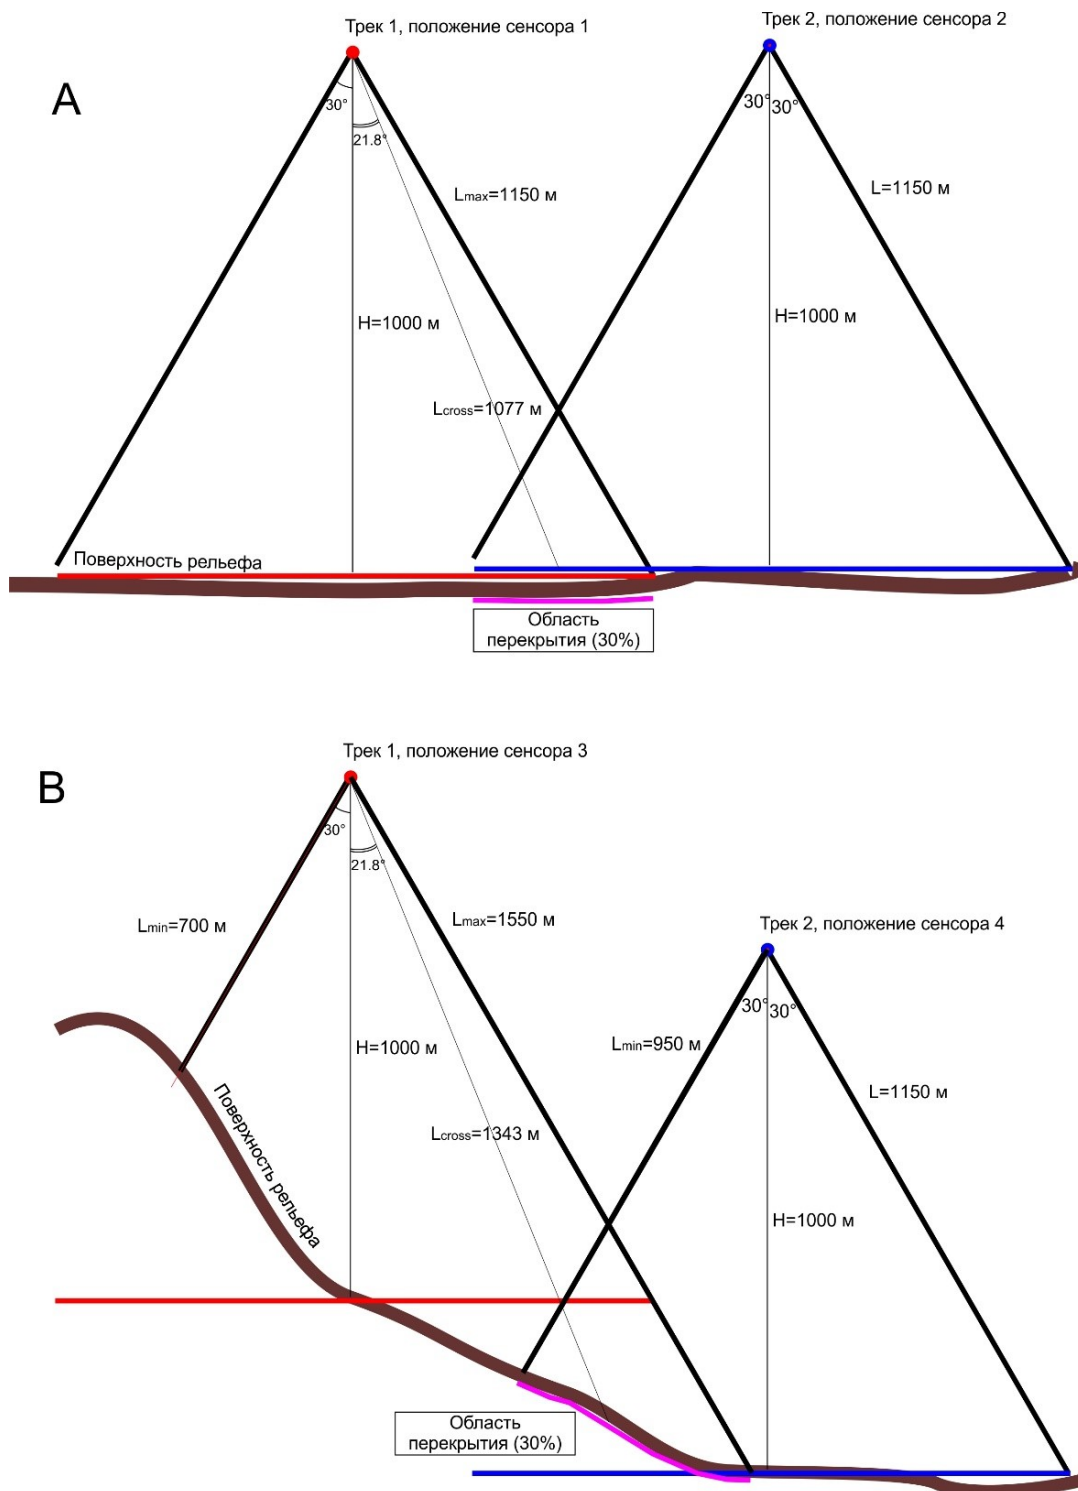 Трек 1, положение сенсора 1
Трек 2, положение сенсора 2
A
30°
21.8°
30°
30°
Lmax=1150 м
L=1150 м
H=1000 м
H=1000 м
Lcross=1077 м
Поверхность рельефа
Область
перекрытия (30%)
Трек 1, положение сенсора 3
B
30°
21.8°
Lmin=700 м
Lmax=1550 м
Трек 2, положение сенсора 4
30°
30°
Lmin=950 м
H=1000 м
L=1150 м
Поверхность рельефа
Lcross=1343 м
H=1000 м
Область
перекрытия (30%)